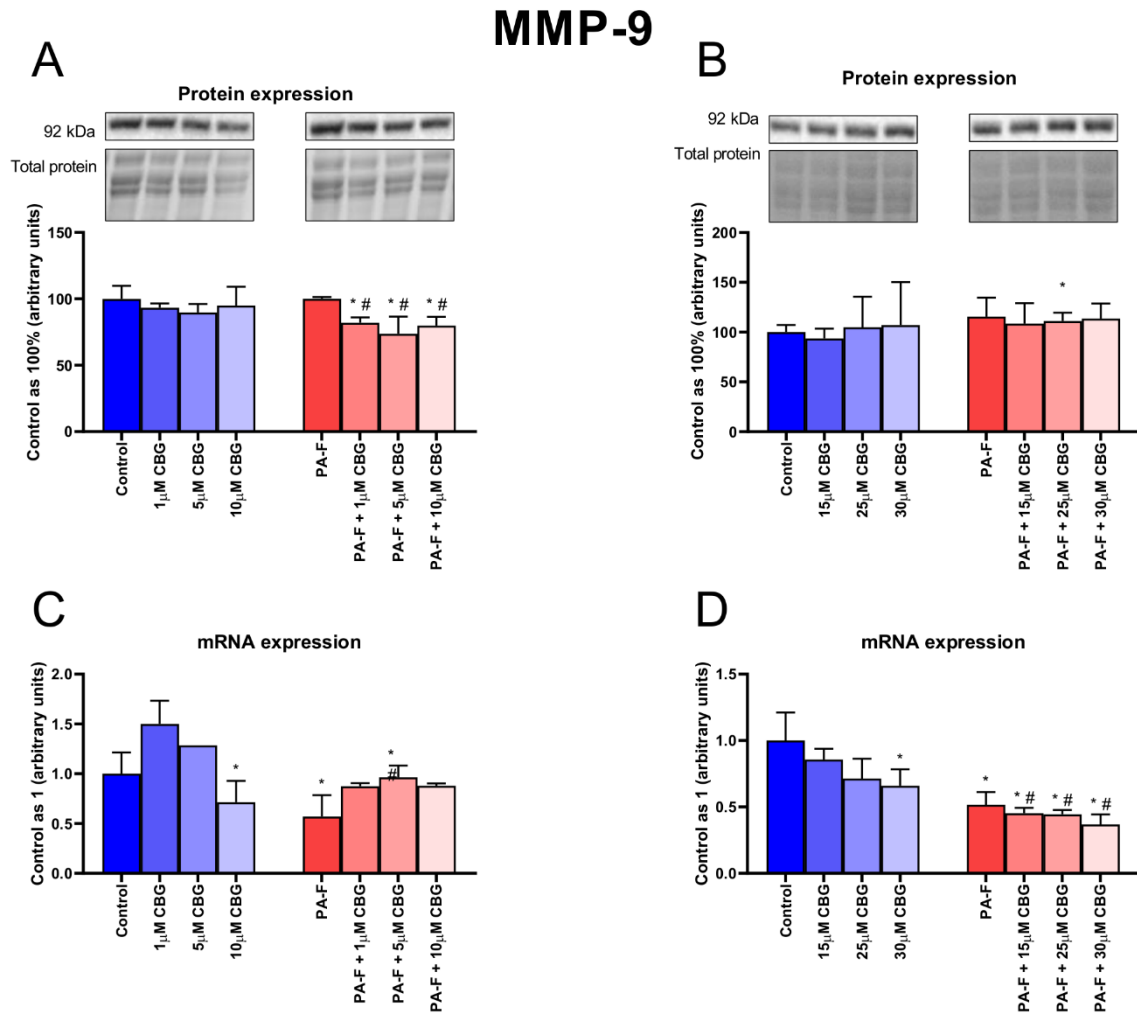 MMP-9
A
Protein expression
92 kDa
Total protein
Control as 100% (arbitrary units)
150
100
50
0
* #
* #
* #
Control
1μM CBG
5μM CBG
10μM CBG
PA-F
PA-F + 1μM CBG
PA-F + 5μM CBG
PA-F + 10μM CBG
B
Protein expression
92 kDa
Total protein
Control as 100% (arbitrary units)
200
150
100
50
0
*
Control
15μM CBG
25μM CBG
30μM CBG
PA-F
PA-F + 15μM CBG
PA-F + 25μM CBG
PA-F + 30μM CBG
C
mRNA expression
Control as 1 (arbitrary units)
2.0
1.5
1.0
0.5
0.0
*
*
*
#
Control
1μM CBG
5μM CBG
10μM CBG
PA-F
PA-F + 1μM CBG
PA-F + 5μM CBG
PA-F + 10μM CBG
D
mRNA expression
Control as 1 (arbitrary units)
1.5
1.0
0.5
0.0
*
*
* #
* #
* #
Control
15μM CBG
25μM CBG
30μM CBG
PA-F
PA-F + 15μM CBG
PA-F + 25μM CBG
PA-F + 30μM CBG